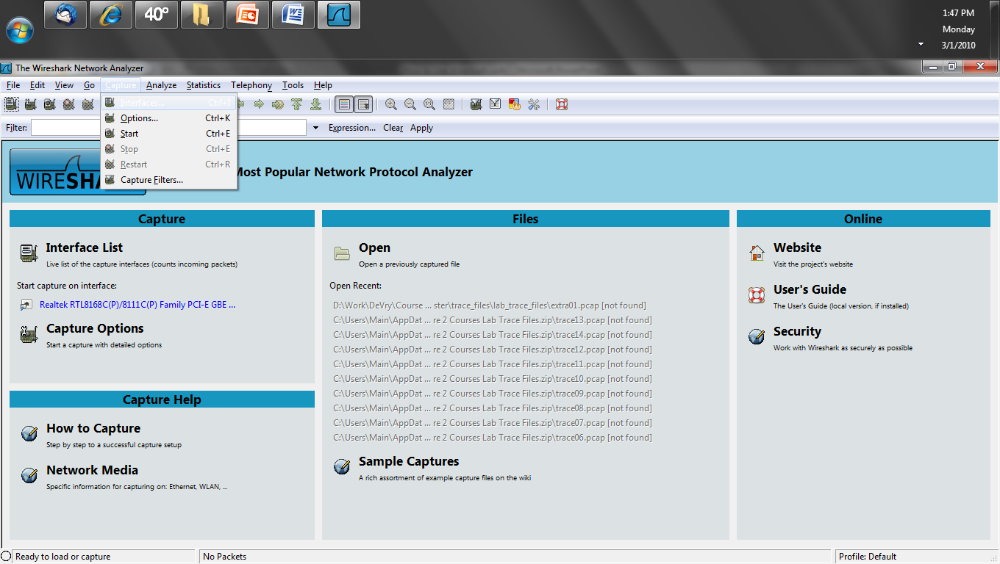 40°
1:47 PM
Monday
3/1/2010
The Wireshark Network Analyzer
File Edit View Go Capture Analyze Statistics Telephony Tools Help
Interfaces... Ctrl+I
Options... Ctrl+K
Start Ctrl+E
Stop Ctrl+E
Restart Ctrl+R
Capture Filters...
Filter: Expression... Clear Apply
WIRESHA
Most Popular Network Protocol Analyzer
Capture
Interface List
Live list of the capture interfaces (counts incoming packets)
Start capture on interface:
Realtek RTL8168C(P)/8111C(P) Family PCI-E GBE ...
Capture Options
Start a capture with detailed options
Capture Help
How to Capture
Step by step to a successful capture setup
Network Media
Specific information for capturing on: Ethernet, WLAN, ...
Files
Open
Open a previously captured file
Open Recent:
D:\Work\DeVry\Course ... ster\trace_files\lab_trace_files\extra01.pcap [not found]
C:\Users\Main\AppDat ... re 2 Courses Lab Trace Files.zip\trace13.pcap [not found]
C:\Users\Main\AppDat ... re 2 Courses Lab Trace Files.zip\trace14.pcap [not found]
C:\Users\Main\AppDat ... re 2 Courses Lab Trace Files.zip\trace12.pcap [not found]
C:\Users\Main\AppDat ... re 2 Courses Lab Trace Files.zip\trace11.pcap [not found]
C:\Users\Main\AppDat ... re 2 Courses Lab Trace Files.zip\trace10.pcap [not found]
C:\Users\Main\AppDat ... re 2 Courses Lab Trace Files.zip\trace09.pcap [not found]
C:\Users\Main\AppDat ... re 2 Courses Lab Trace Files.zip\trace08.pcap [not found]
C:\Users\Main\AppDat ... re 2 Courses Lab Trace Files.zip\trace07.pcap [not found]
C:\Users\Main\AppDat ... re 2 Courses Lab Trace Files.zip\trace06.pcap [not found]
Sample Captures
A rich assortment of example capture files on the wiki
Online
Website
Visit the project's website
User's Guide
The User's Guide (local version, if installed)
Security
Work with Wireshark as securely as possible
Ready to load or capture
No Packets
Profile: Default